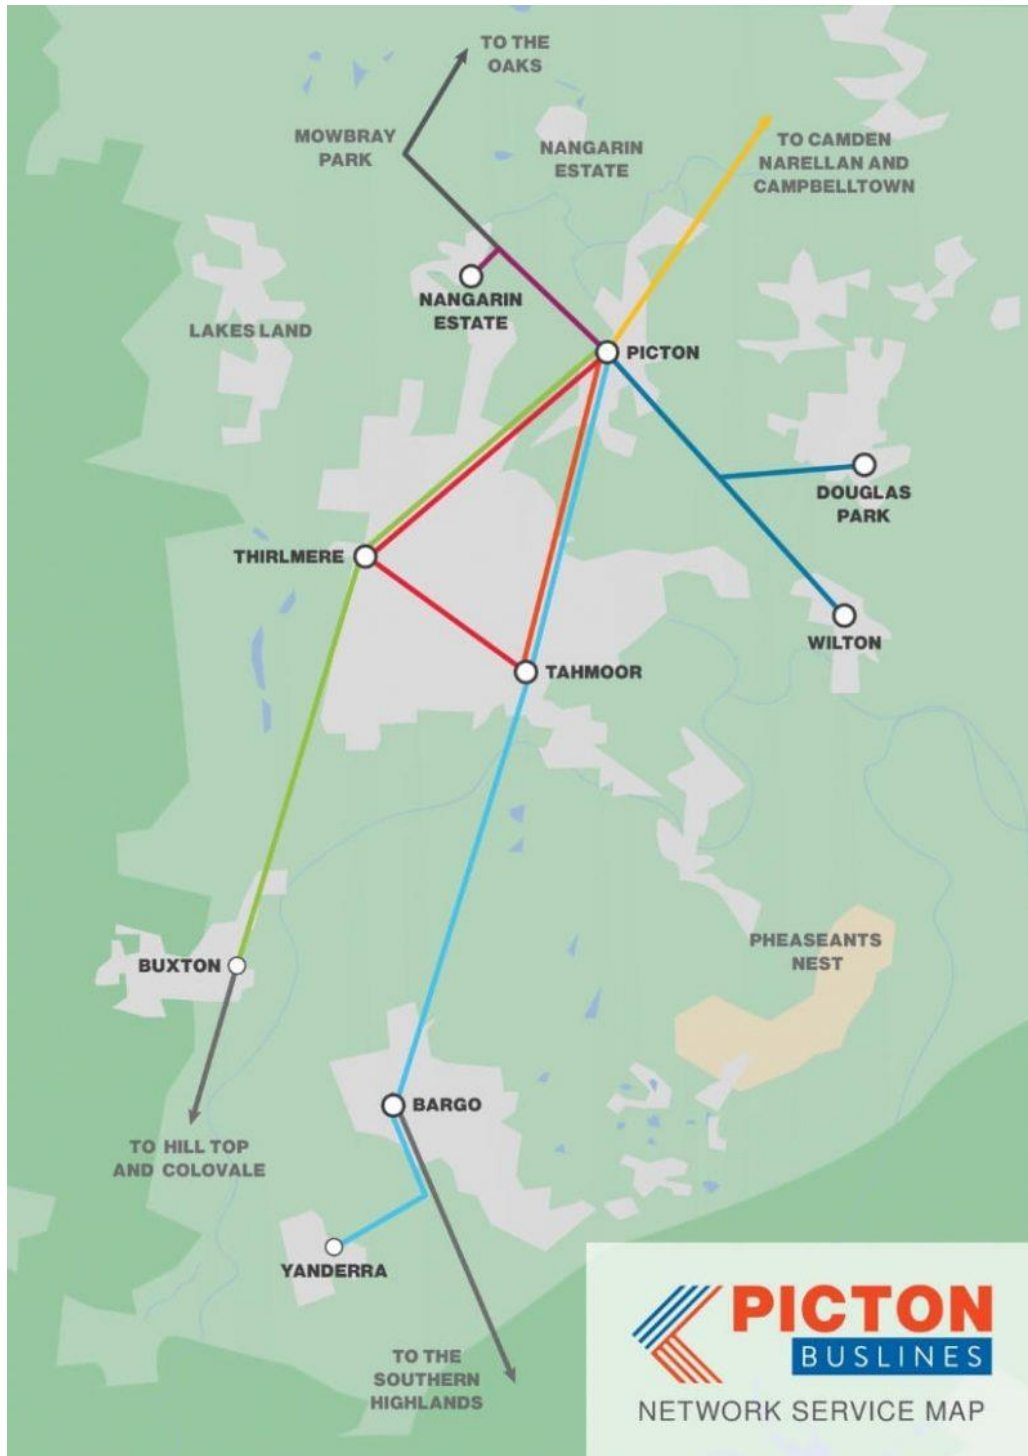 TO THE
OAKS
MOWBRAY
PARK
NANGARIN
ESTATE
TO CAMDEN
NARELLAN AND
CAMPBELLTOWN
NANGARIN
ESTATE
LAKES LAND
PICTON
DOUGLAS
PARK
THIRLMERE
WILTON
TAHMOOR
PHEASEANTS
NEST
BUXTON
BARGO
TO HILL TOP
AND COLOVALE
YANDERRA
TO THE
SOUTHERN
HIGHLANDS
PICTON
BUSLINES
NETWORK SERVICE MAP